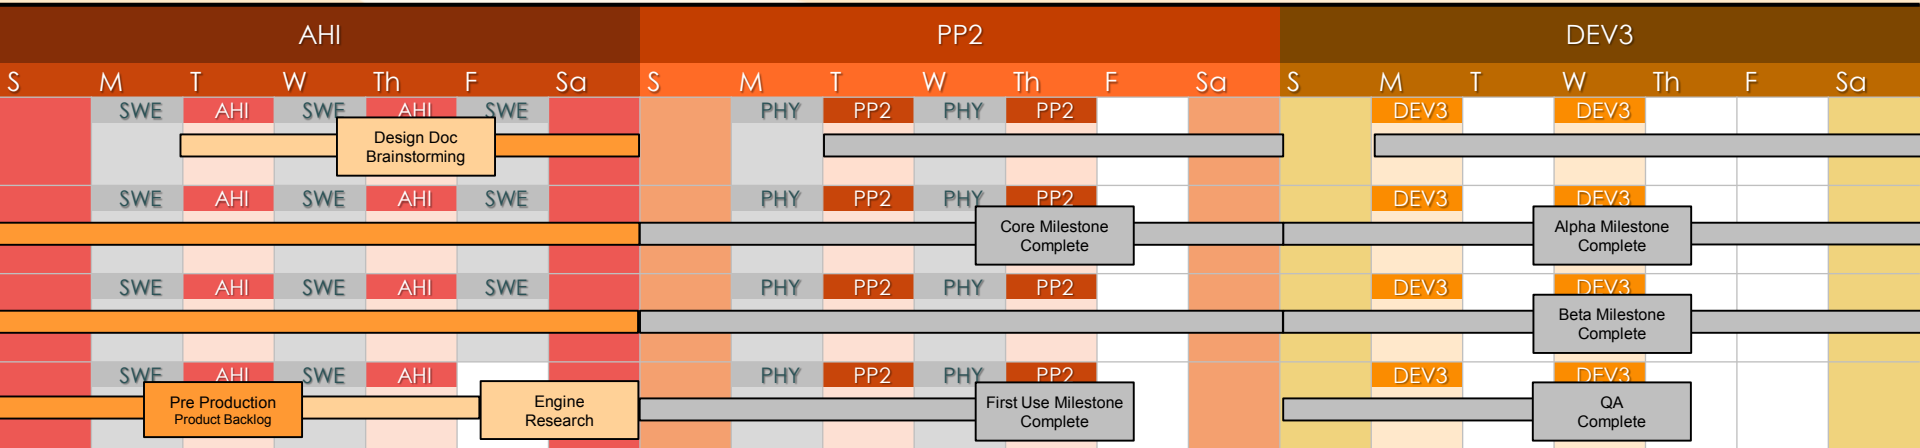 AHI PP2 DEV3
S M T W Th F Sa S M T W Th F Sa S M T W Th F Sa
SWE AHI SWE AHI SWE PHY PP2 PHY PP2 DEV3 DEV3
Design Doc
Brainstorming
SWE AHI SWE AHI SWE PHY PP2 PHY PP2 DEV3 DEV3
Core Milestone
Complete
Alpha Milestone
Complete
SWE AHI SWE AHI SWE PHY PP2 PHY PP2 DEV3 DEV3
Beta Milestone
Complete
SWE AHI SWE AHI PHY PP2 PHY PP2 DEV3 DEV3
Pre Production
Product Backlog
Engine
Research
First Use Milestone
Complete
QA
Complete